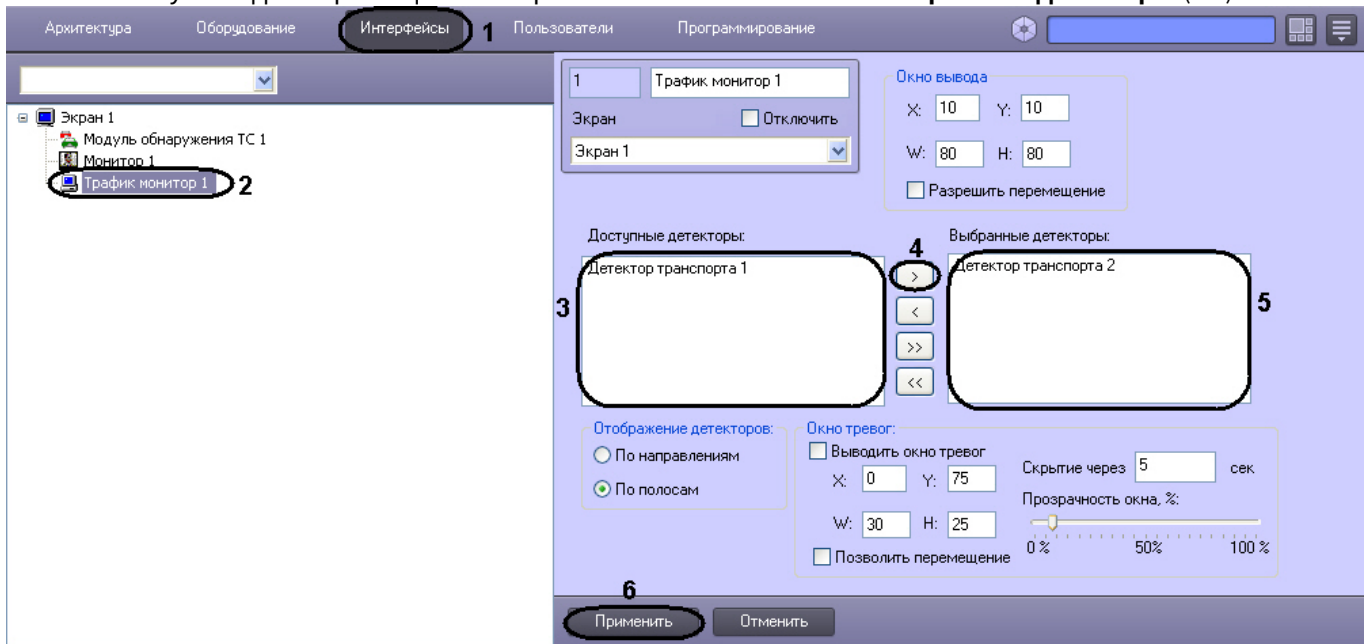 Архитектура Оборудование Интерфейсы 1 Пользователи Программирование
1 Трафик монитор 1
Экран Отключить
Экран 1
Окно вывода
X: 10 Y: 10
W: 80 H: 80
Разрешить перемещение
Экран 1
Модуль обнаружения ТС 1
Монитор 1
Трафик монитор 1 2
Доступные детекторы:
4
Выбранные детекторы:
3
Детектор транспорта 1
>
<
>>
<<
Детектор транспорта 2
5
Отображение детекторов:
По направлениям
По полосам
Окно тревог:
Выводить окно тревог
X: 0 Y: 75
W: 30 H: 25
Позволить перемещение
Скрытие через 5 сек
Прозрачность окна, %:
0 % 50% 100 %
6
Применить Отменить